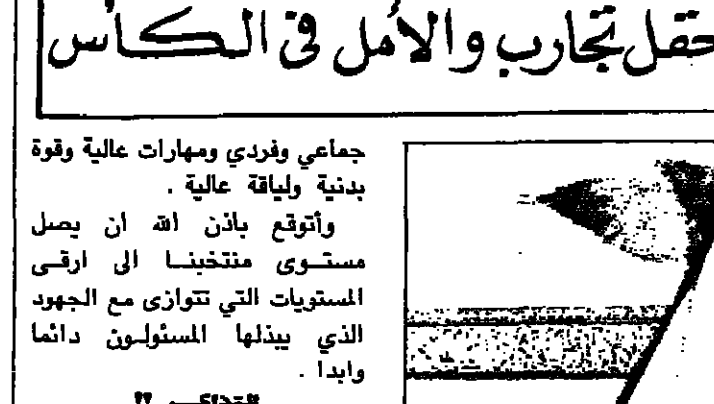 حقل تجارب والأمل في الكأس
جماعي وفردي ومهارات عالية وقوة
بدنية ولياقة عالية .
وأتوقع باذن الله ان يصل
مستوى منتخبنا الى ارقى
المستويات التي تتوازى مع الجهود
الذي يبذلها المسئولون دائما
وابدا .